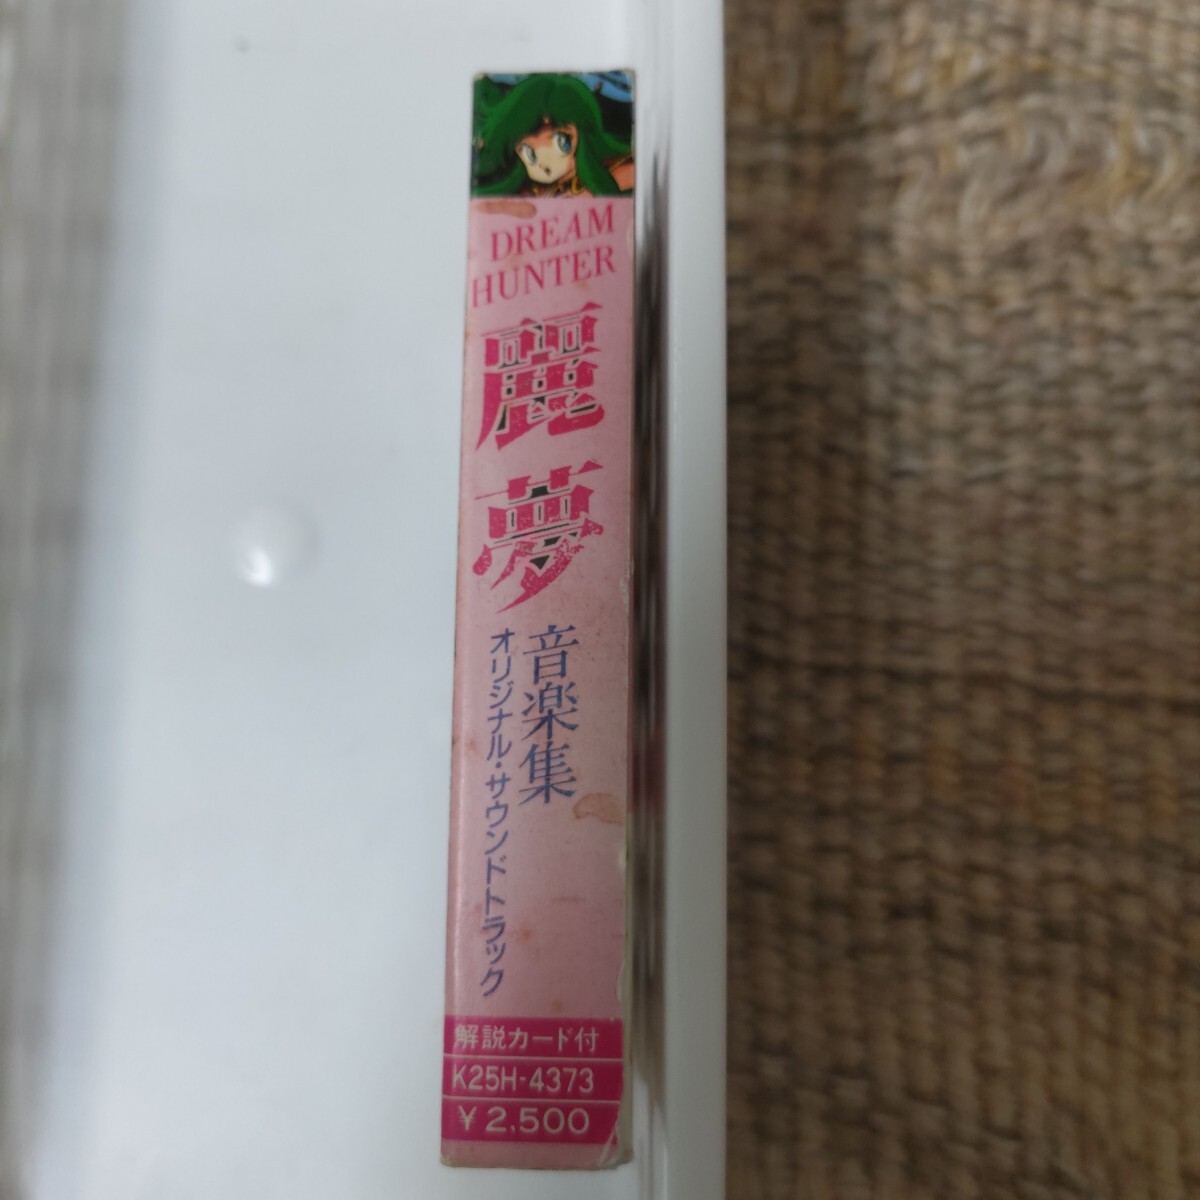 DREAM
HUNTER
麗夢
音楽集
オリジナル・サウンドトラック
解説カード付
K25H-4373
￥2,500